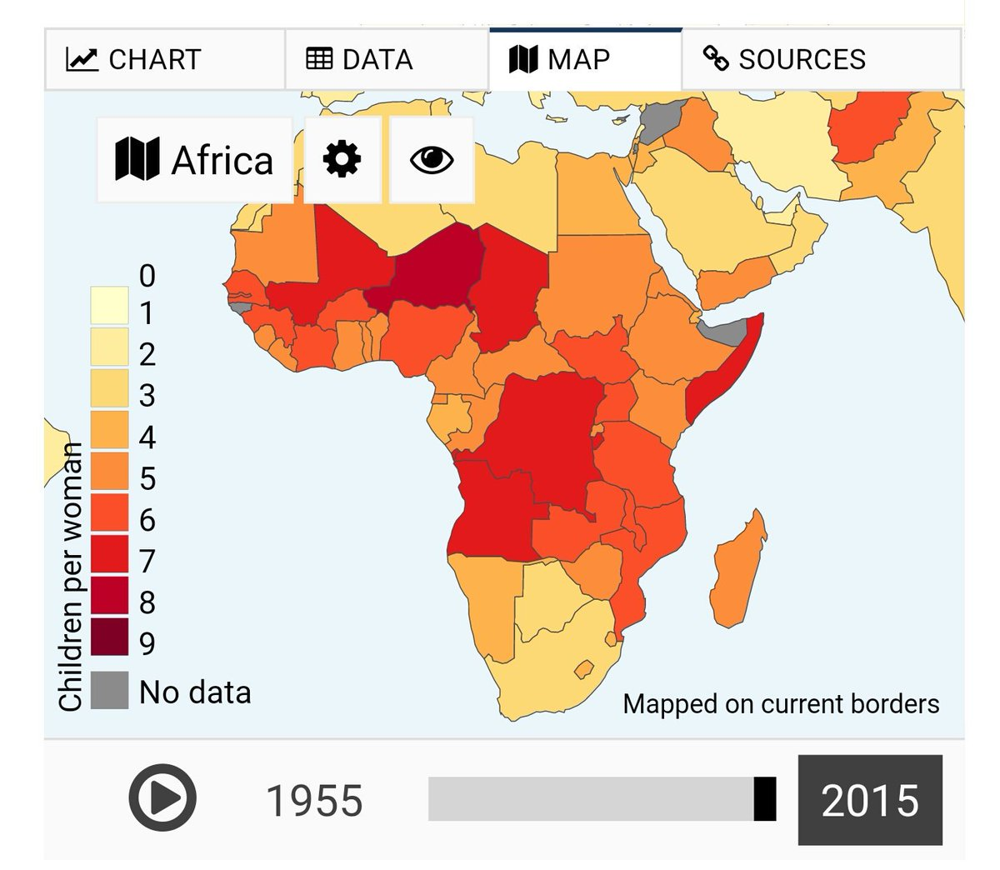 CHART
DATA
MAP
SOURCES
Africa
0
1
2
3
4
5
6
7
8
9
No data
Children per woman
Mapped on current borders
1955
2015